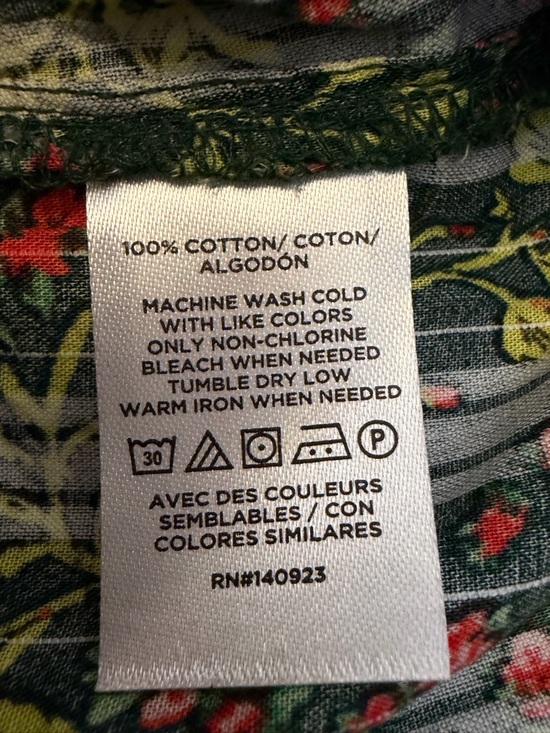 100% COTTON/ COTON/
ALGODÓN
MACHINE WASH COLD
WITH LIKE COLORS
ONLY NON-CHLORINE
BLEACH WHEN NEEDED
TUMBLE DRY LOW
WARM IRON WHEN NEEDED
30 P
AVEC DES COULEURS
SEMBLABLES / CON
COLORES SIMILARES
RN#140923